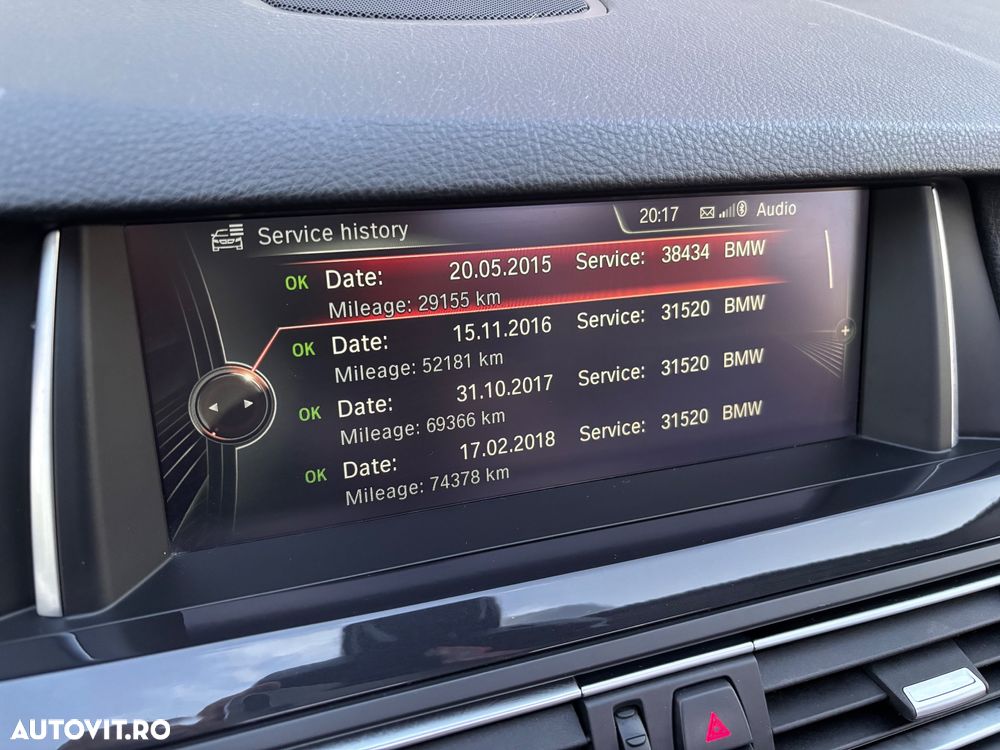 Service history 20:17 Audio
OK Date: 20.05.2015 Service: 38434 BMW
Mileage: 29155 km
OK Date: 15.11.2016 Service: 31520 BMW
Mileage: 52181 km
OK Date: 31.10.2017 Service: 31520 BMW
Mileage: 69366 km
OK Date: 17.02.2018 Service: 31520 BMW
Mileage: 74378 km
AUTOVIT.RO